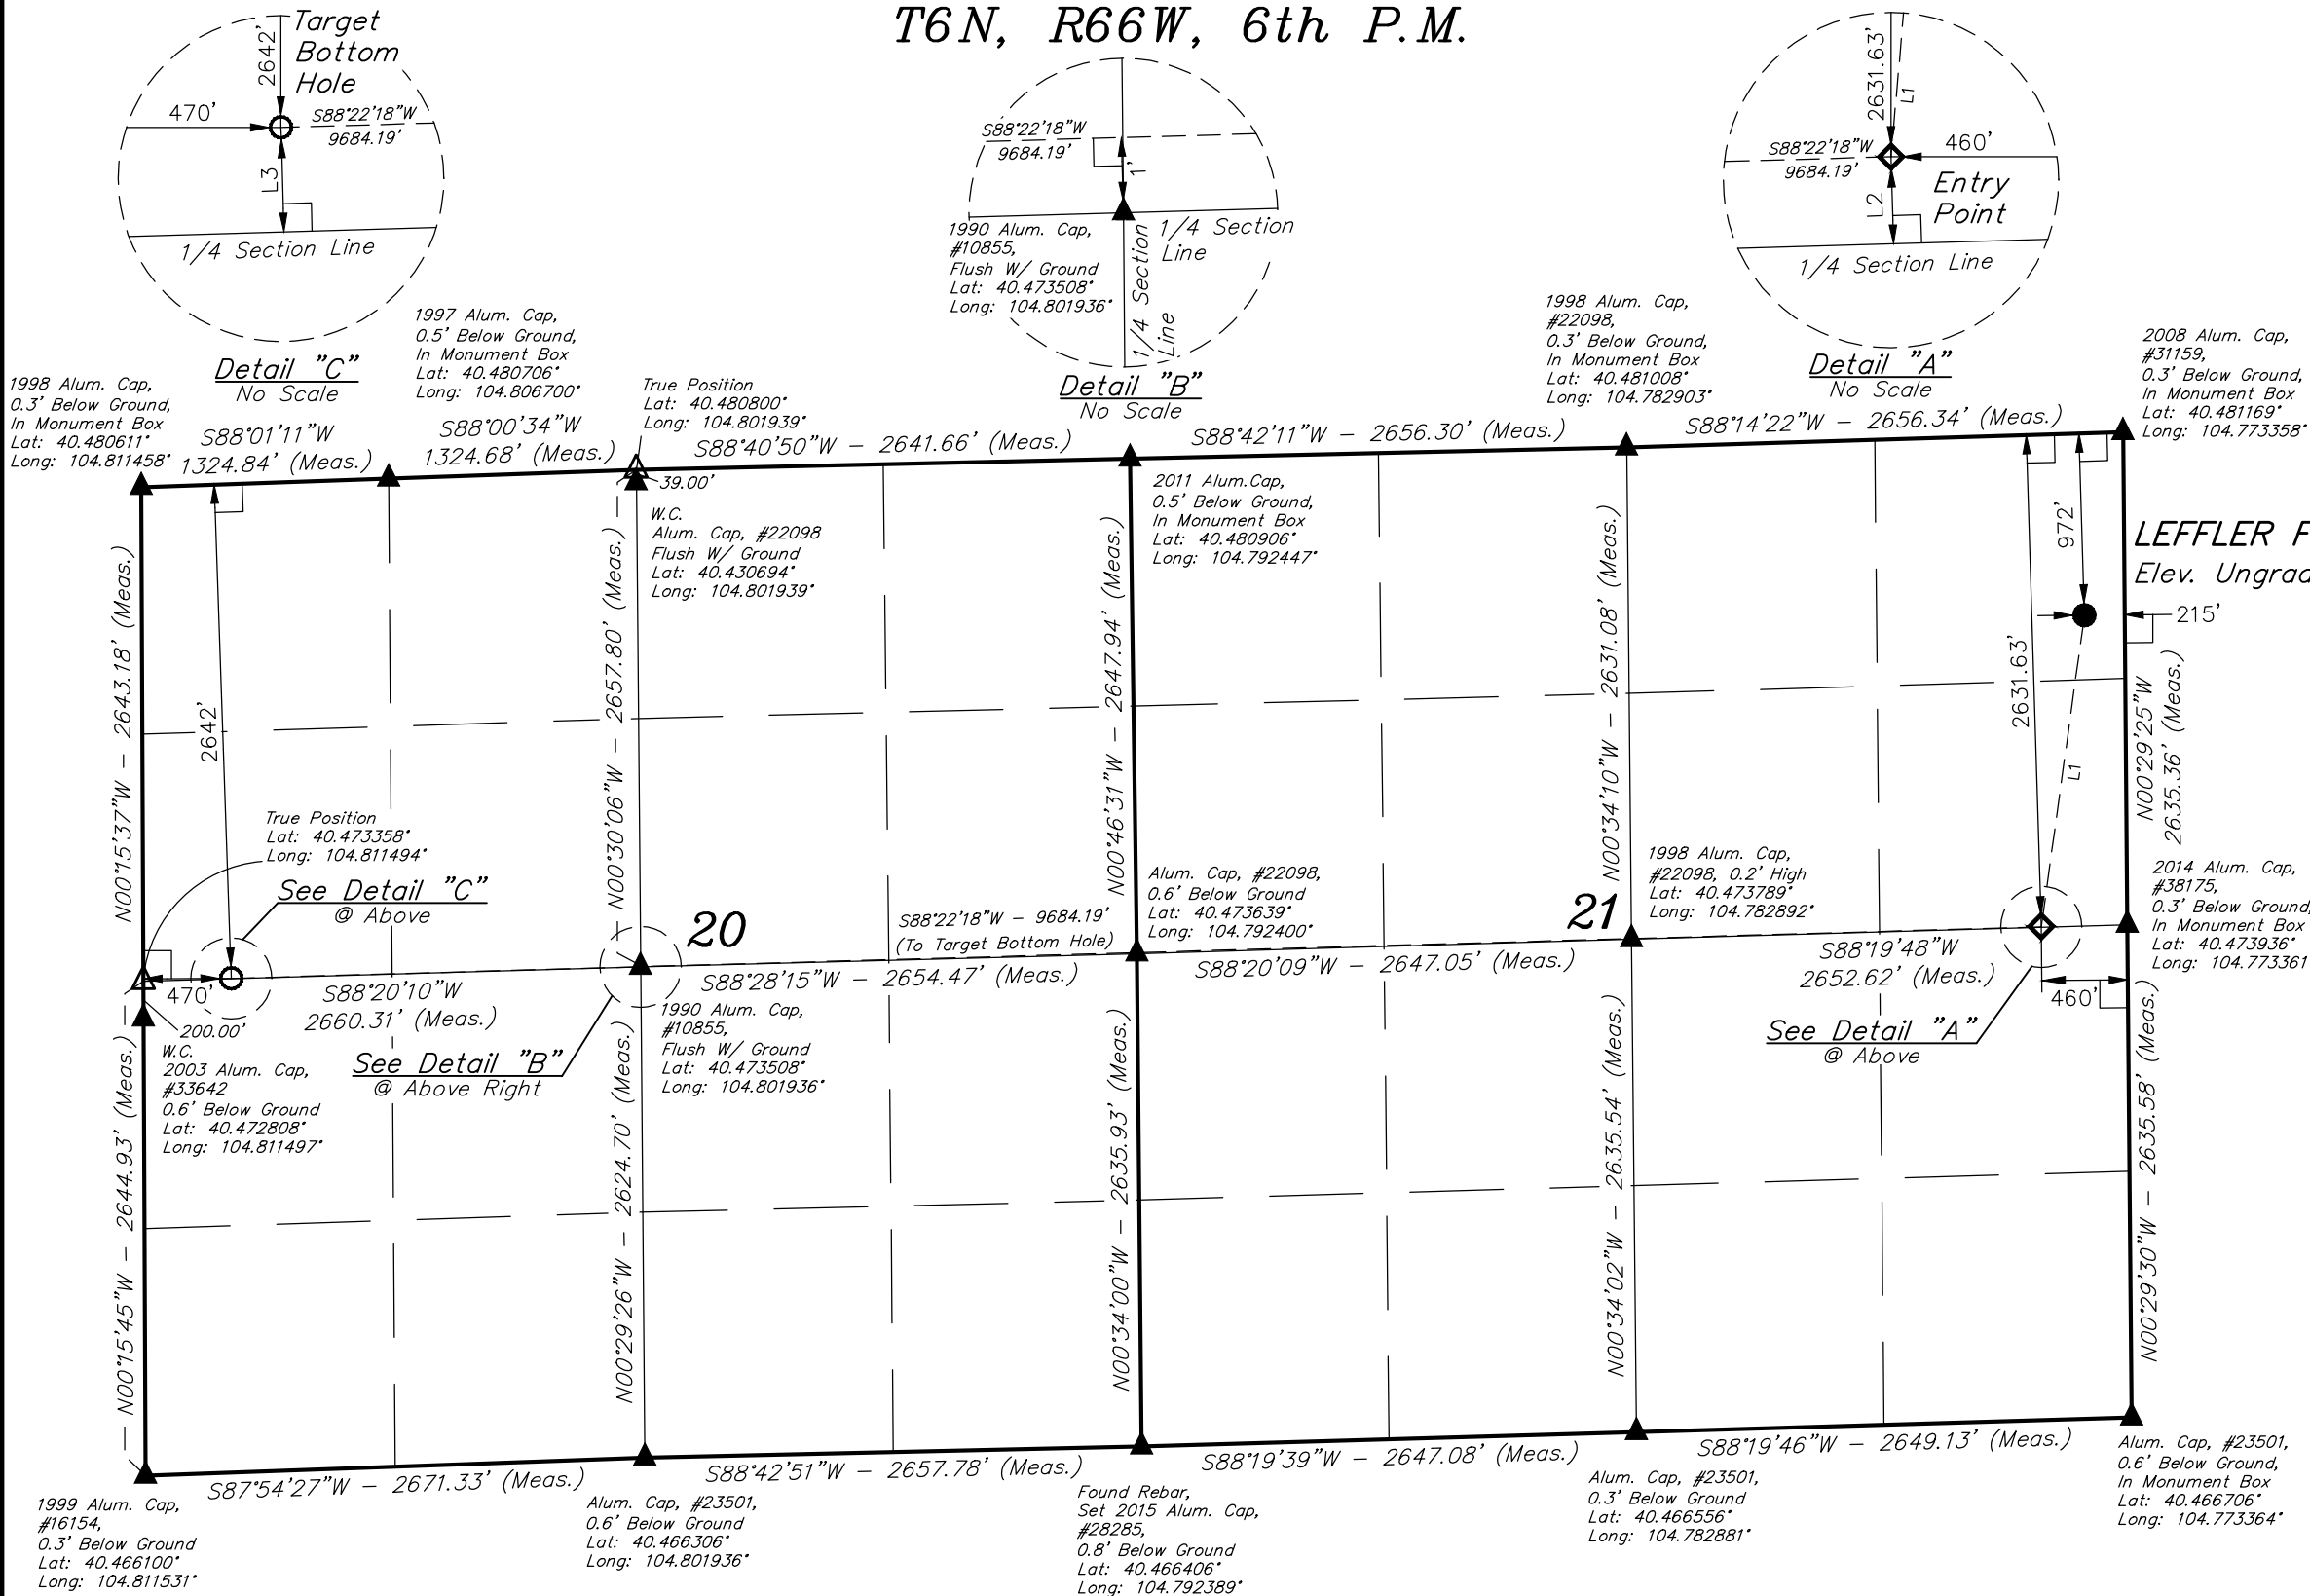 T6N, R66W, 6th P.M.
Target
Bottom
Hole
2642'
470'
S88°22'18"W
9684.19'
L3
1/4 Section Line
Detail "C"
No Scale
S88°22'18"W
9684.19'
1'
1990 Alum. Cap,
#10855,
Flush W/ Ground
Lat: 40.473508°
Long: 104.801936°
1/4 Section
Line
1/4 Section
Line
Detail "B"
No Scale
2631.63'
L1
S88°22'18"W
9684.19'
460'
Entry
Point
L2
1/4 Section Line
Detail "A"
No Scale
1998 Alum. Cap,
0.3' Below Ground,
In Monument Box
Lat: 40.480611°
Long: 104.811458°
1997 Alum. Cap,
0.5' Below Ground,
In Monument Box
Lat: 40.480706°
Long: 104.806700°
True Position
Lat: 40.480800°
Long: 104.801939°
1998 Alum. Cap,
#22098,
0.3' Below Ground,
In Monument Box
Lat: 40.481008°
Long: 104.782903°
2008 Alum. Cap,
#31159,
0.3' Below Ground,
In Monument Box
Lat: 40.481169°
Long: 104.773358°
S88°01'11"W
1324.84' (Meas.)
S88°00'34"W
1324.68' (Meas.)
S88°40'50"W - 2641.66' (Meas.)
S88°42'11"W - 2656.30' (Meas.)
S88°14'22"W - 2656.34' (Meas.)
39.00'
W.C.
Alum. Cap, #22098
Flush W/ Ground
Lat: 40.430694°
Long: 104.801939°
2011 Alum.Cap,
0.5' Below Ground,
In Monument Box
Lat: 40.480906°
Long: 104.792447°
972'
LEFFLER F
Elev. Ungrad
215'
N00°15'37"W - 2643.18' (Meas.)
2642'
N00°30'06"W - 2657.80' (Meas.)
N00°46'31"W - 2647.94' (Meas.)
N00°34'10"W - 2631.08' (Meas.)
2631.63'
L1
N00°29'25"W
2635.36' (Meas.)
True Position
Lat: 40.473358°
Long: 104.811494°
See Detail "C"
@ Above
20
S88°22'18"W - 9684.19'
(To Target Bottom Hole)
Alum. Cap, #22098,
0.6' Below Ground
Lat: 40.473639°
Long: 104.792400°
21
1998 Alum. Cap,
#22098, 0.2' High
Lat: 40.473789°
Long: 104.782892°
2014 Alum. Cap,
#38175,
0.3' Below Ground,
In Monument Box
Lat: 40.473936°
Long: 104.773361
470'
S88°20'10"W
2660.31' (Meas.)
S88°28'15"W - 2654.47' (Meas.)
S88°20'09"W - 2647.05' (Meas.)
S88°19'48"W
2652.62' (Meas.)
460'
200.00'
W.C.
2003 Alum. Cap,
#33642
0.6' Below Ground
Lat: 40.472808°
Long: 104.811497°
See Detail "B"
@ Above Right
1990 Alum. Cap,
#10855,
Flush W/ Ground
Lat: 40.473508°
Long: 104.801936°
See Detail "A"
@ Above
N00°15'45"W - 2644.93' (Meas.)
N00°29'26"W - 2624.70' (Meas.)
N00°34'00"W - 2635.93' (Meas.)
N00°34'02"W - 2635.54' (Meas.)
N00°29'30"W - 2635.58' (Meas.)
S87°54'27"W - 2671.33' (Meas.)
S88°42'51"W - 2657.78' (Meas.)
S88°19'39"W - 2647.08' (Meas.)
S88°19'46"W - 2649.13' (Meas.)
1999 Alum. Cap,
#16154,
0.3' Below Ground
Lat: 40.466100°
Long: 104.811531°
Alum. Cap, #23501,
0.6' Below Ground
Lat: 40.466306°
Long: 104.801936°
Found Rebar,
Set 2015 Alum. Cap,
#28285,
0.8' Below Ground
Lat: 40.466406°
Long: 104.792389°
Alum. Cap, #23501,
0.3' Below Ground
Lat: 40.466556°
Long: 104.782881°
Alum. Cap, #23501,
0.6' Below Ground,
In Monument Box
Lat: 40.466706°
Long: 104.773364°